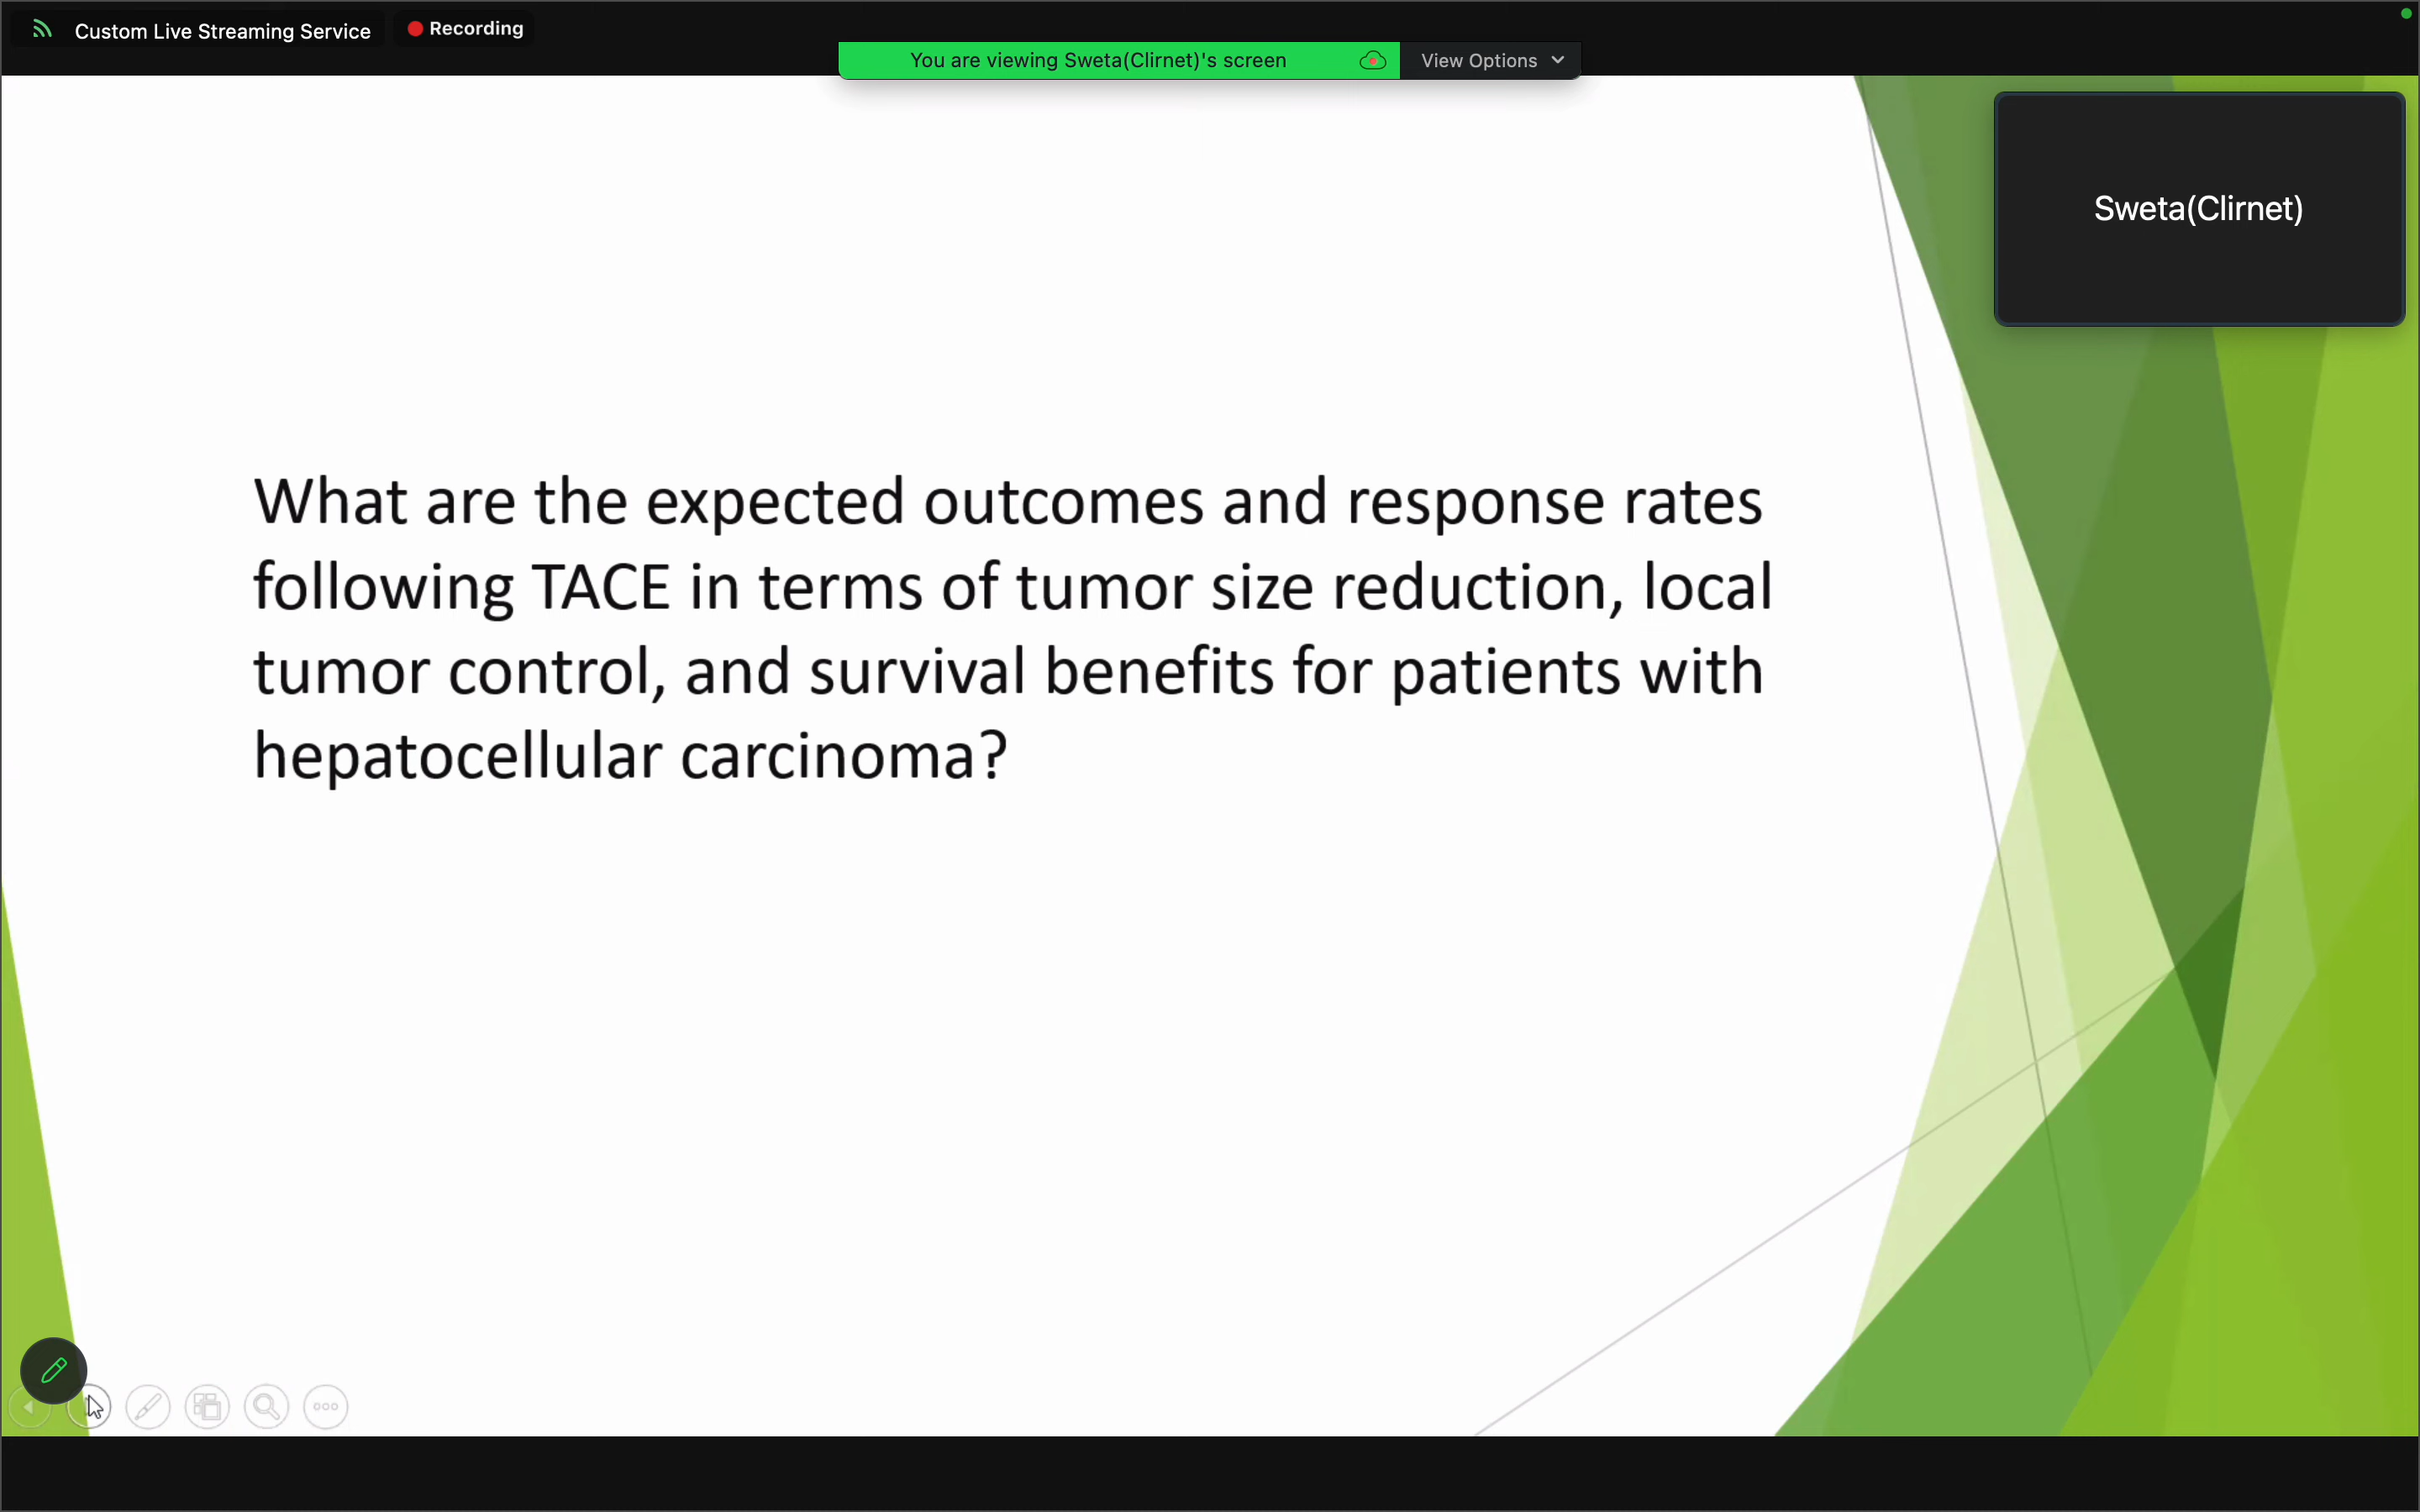 Custom Live Streaming Service
Recording
You are viewing Sweta(Clirnet)'s screen
View Options
Sweta(Clirnet)
What are the expected outcomes and response rates
following TACE in terms of tumor size reduction, local
tumor control, and survival benefits for patients with
hepatocellular carcinoma?